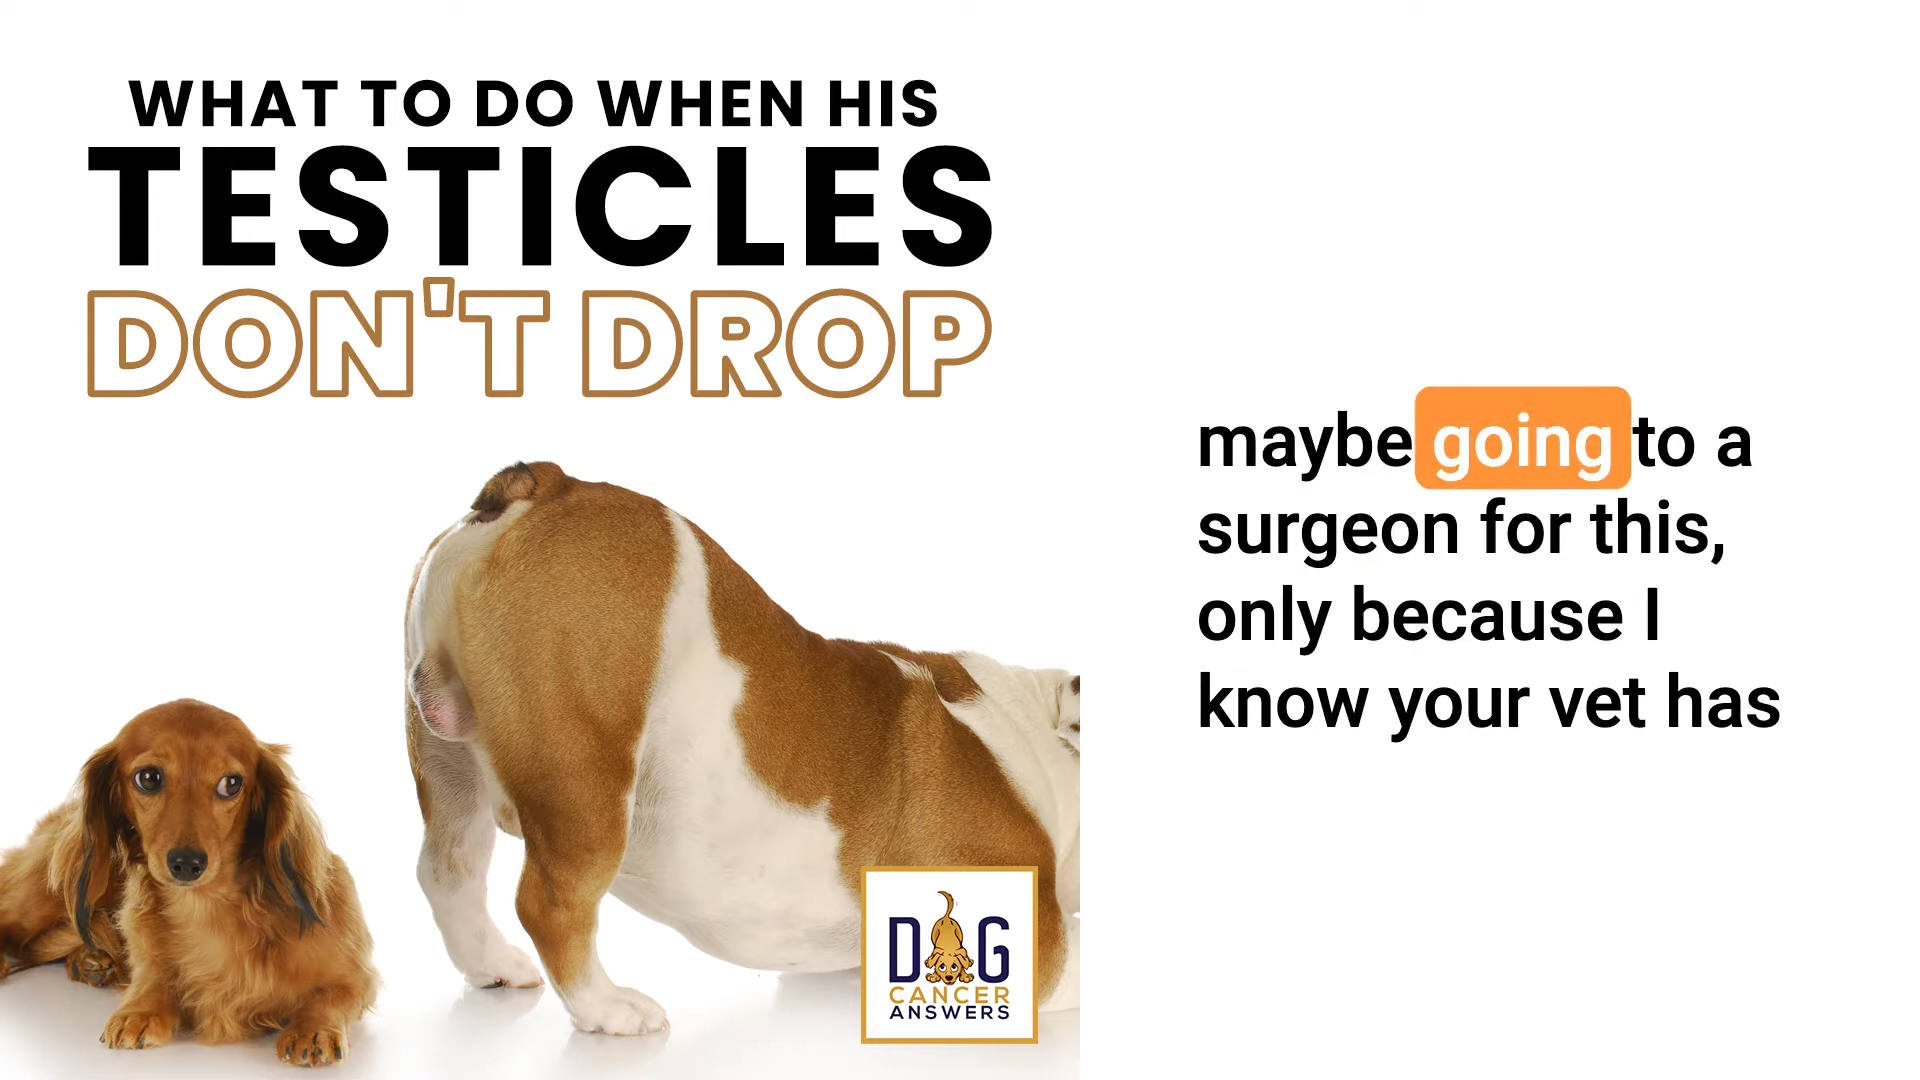 WHAT TO DO WHEN HIS
TESTICLES
DON'T DROP
maybe going to a
surgeon for this,
only because I
know your vet has
DOG
CANCER
ANSWERS